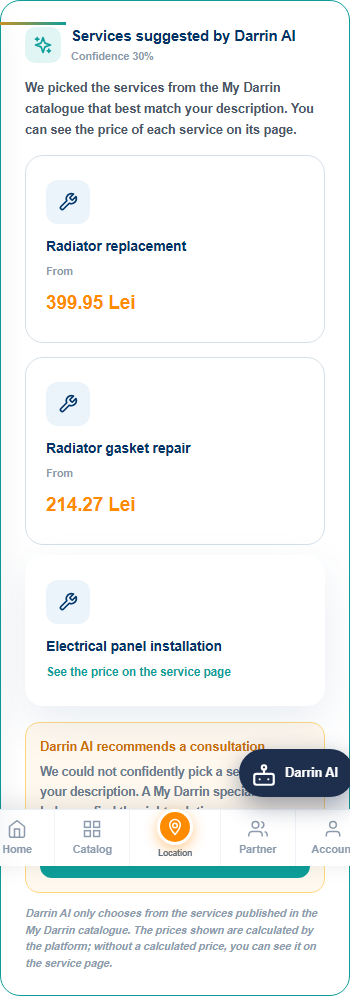 Services suggested by Darrin AI
Confidence 30%
We picked the services from the My Darrin
catalogue that best match your description. You
can see the price of each service on its page.
Radiator replacement
From
399.95 Lei
Radiator gasket repair
From
214.27 Lei
Electrical panel installation
See the price on the service page
Darrin AI recommends a consultation
We could not confidently pick a
your description. A My Darrin
Darrin AI
Home
Catalog
Location
Partner
Accoun
Darrin AI only chooses from the services published in the
My Darrin catalogue. The prices shown are calculated by
the platform; without a calculated price, you can see it on
the service page.